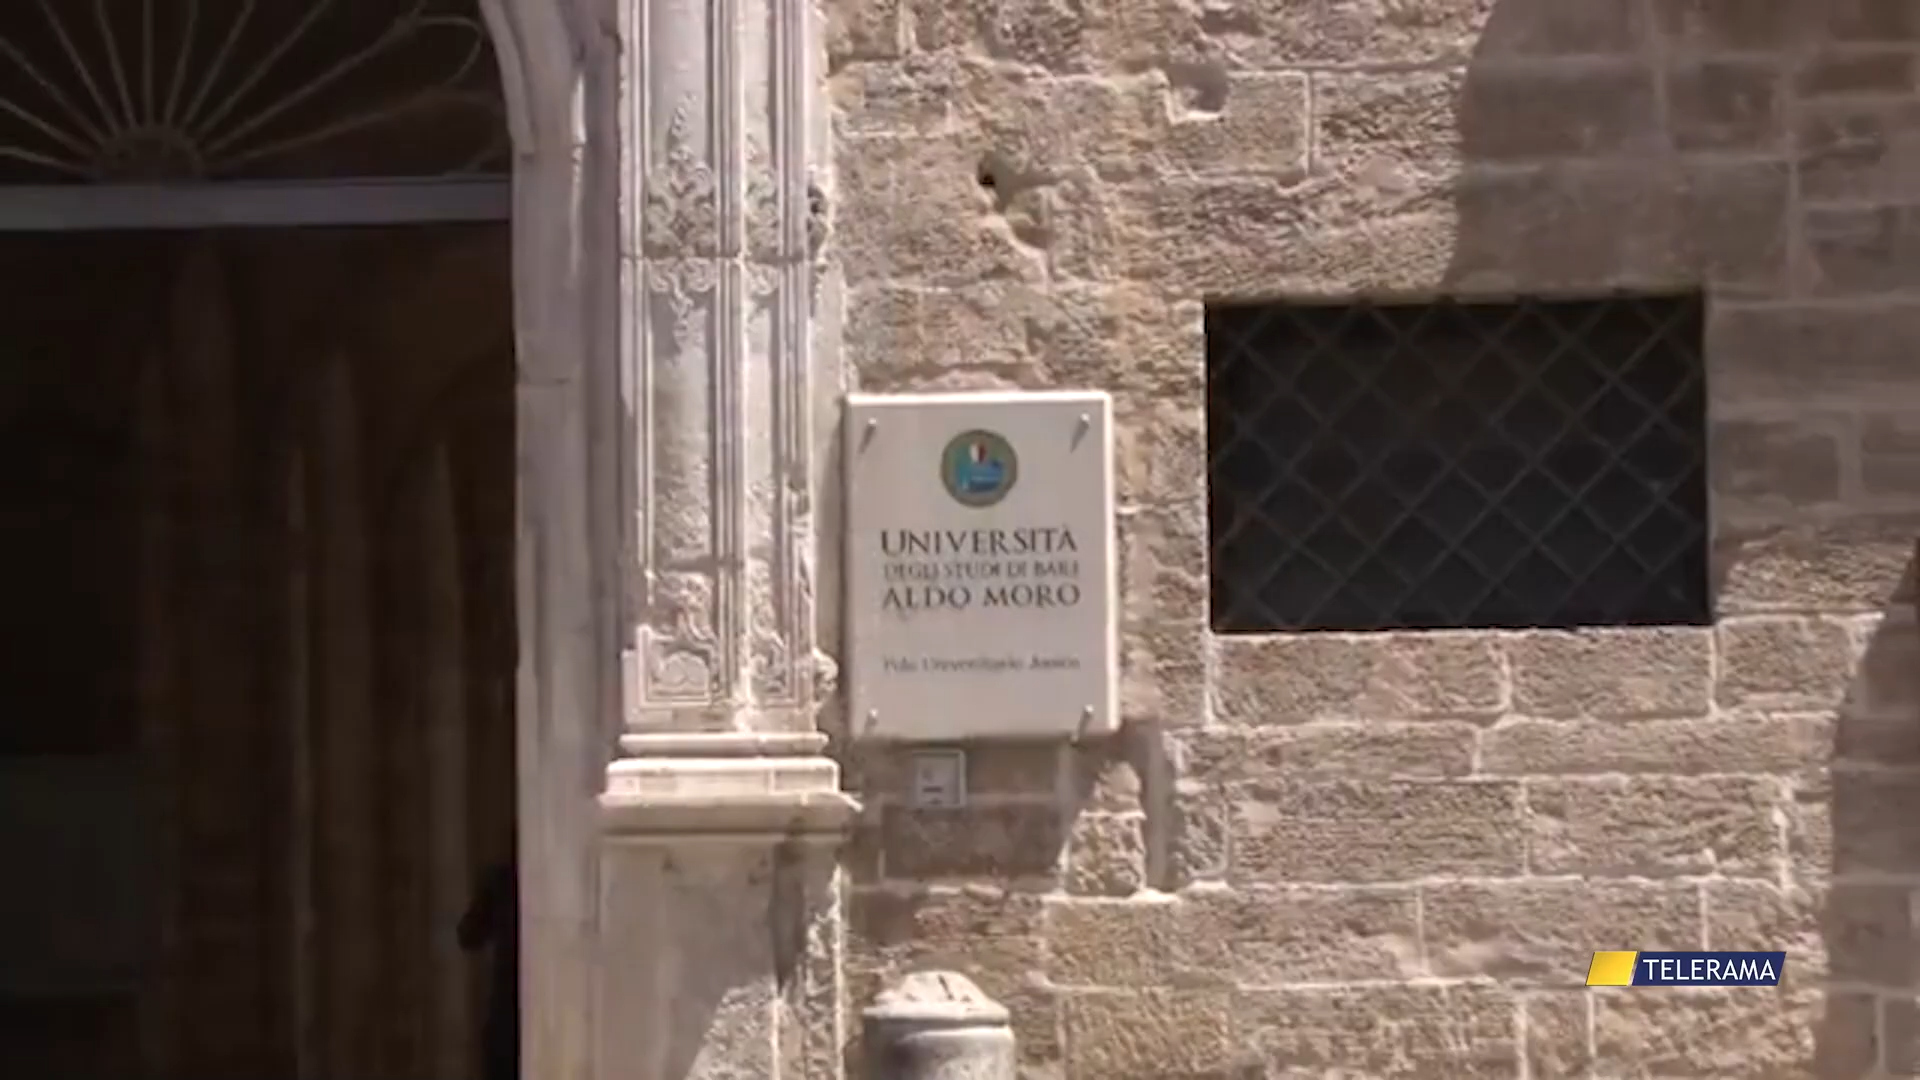 UNIVERSITÀ
DEGLI STUDI DI BARI
ALDO MORO
Polo Universitario Jonico
TELERAMA